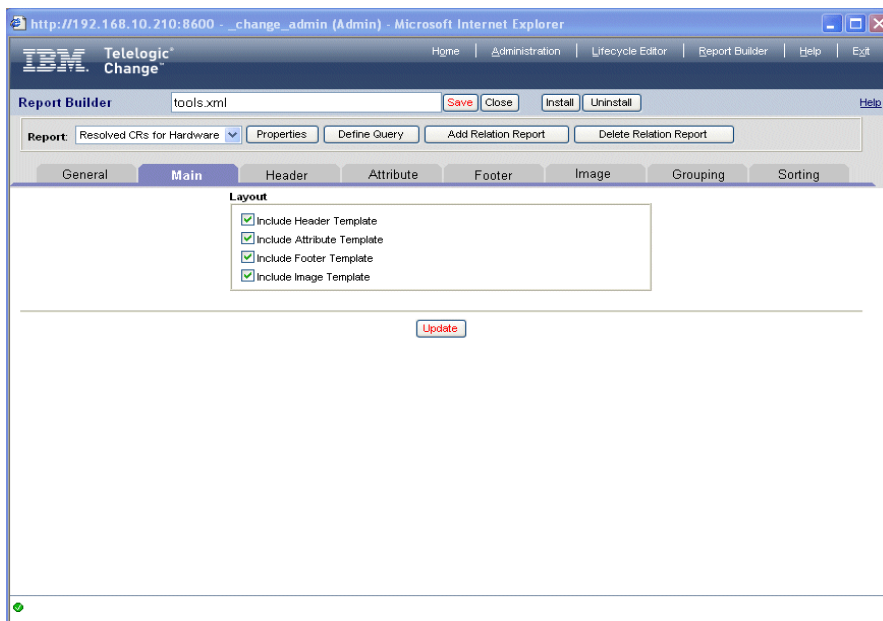 http://192.168.10.210:8600 - _change_admin (Admin) - Microsoft Internet Explorer
IBM. Telelogic® Change™
Home | Administration | Lifecycle Editor | Report Builder | Help | Exit
Report Builder tools.xml Save Close Install Uninstall Help
Report: Resolved CRs for Hardware Properties Define Query Add Relation Report Delete Relation Report
General Main Header Attribute Footer Image Grouping Sorting
Layout
Include Header Template
Include Attribute Template
Include Footer Template
Include Image Template
Update